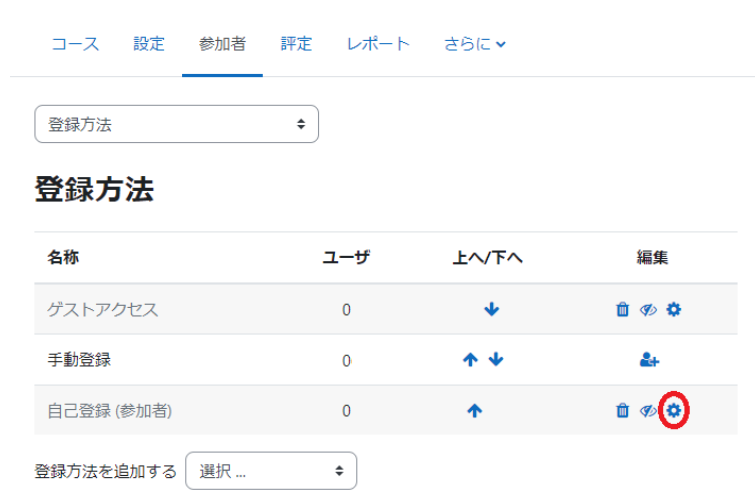 コース 設定 参加者 評定 レポート さらに
登録方法
登録方法
名称 ユーザ 上へ/下へ 編集
ゲストアクセス 0
手動登録 0
自己登録 (参加者) 0
登録方法を追加する 選択 ...